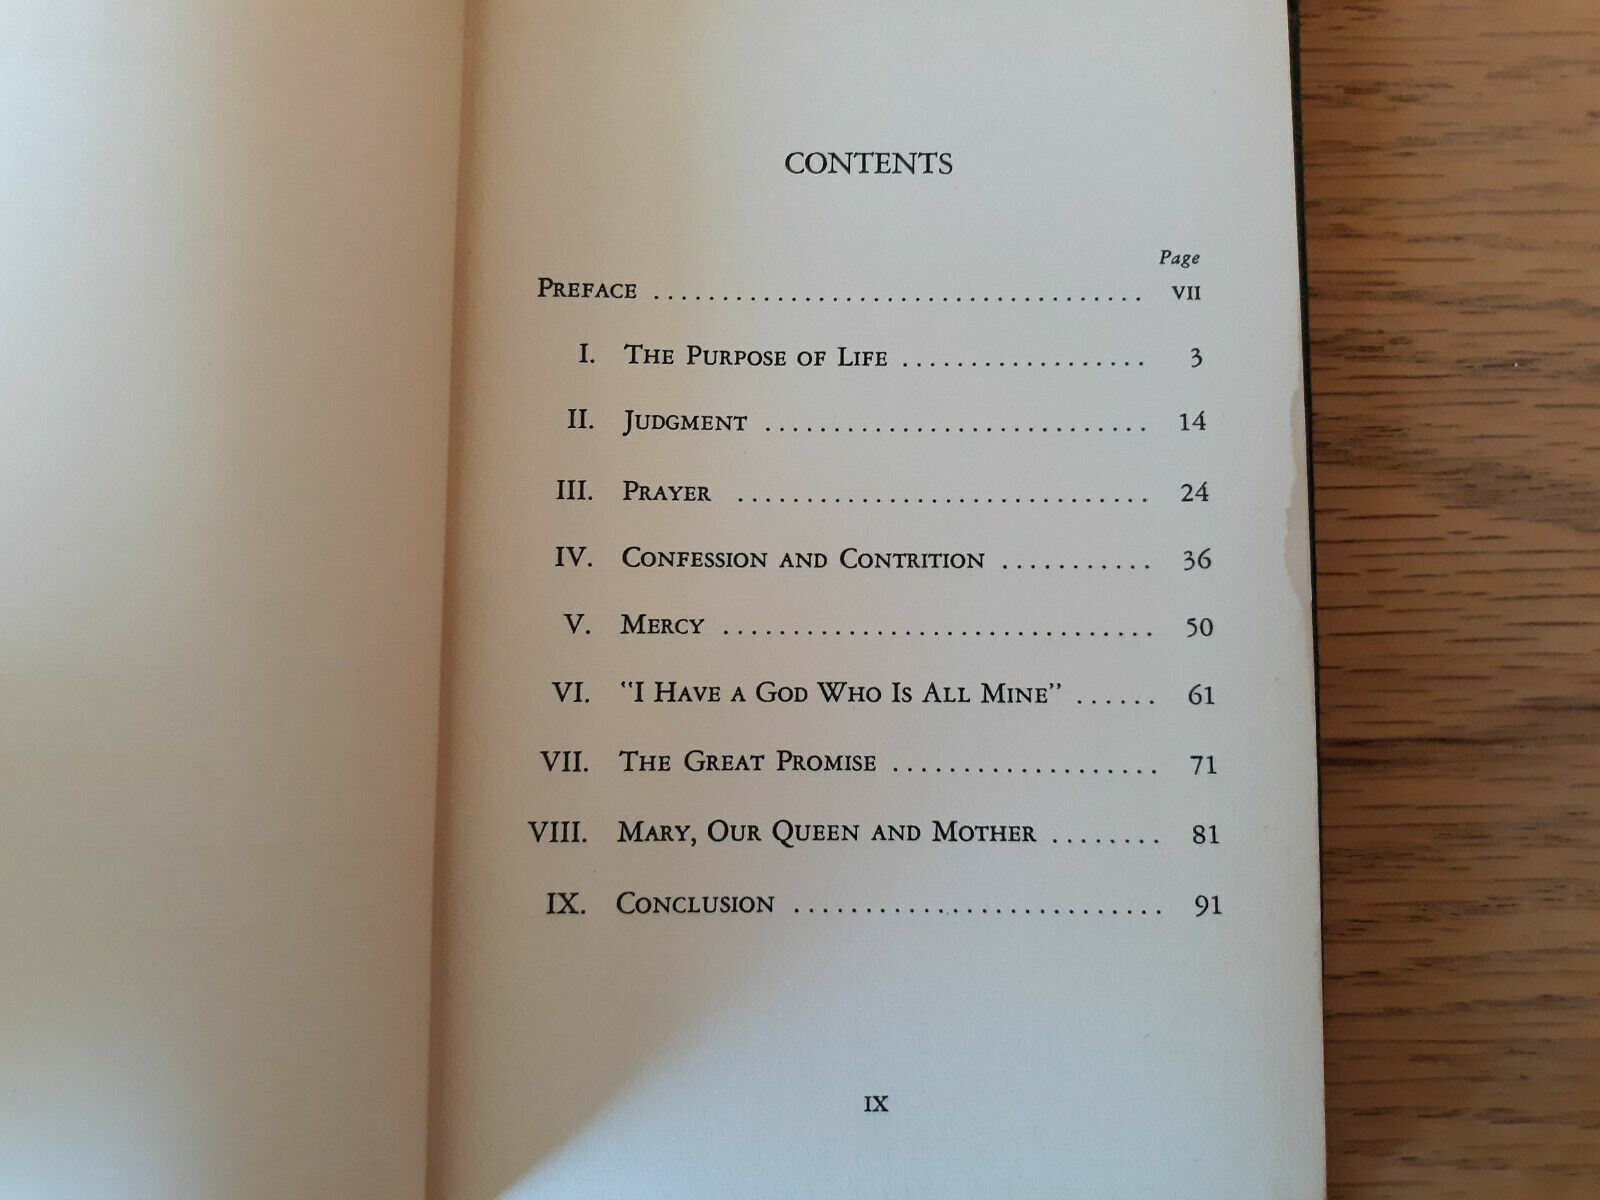 CONTENTS
Page
PREFACE ................................... VII
I. THE PURPOSE OF LIFE .................. 3
II. JUDGMENT ............................ 14
III. PRAYER .............................. 24
IV. CONFESSION AND CONTRITION ........... 36
V. MERCY ............................... 50
VI. "I HAVE A GOD WHO IS ALL MINE" ...... 61
VII. THE GREAT PROMISE ................... 71
VIII. MARY, OUR QUEEN AND MOTHER ........ 81
IX. CONCLUSION .......................... 91
IX